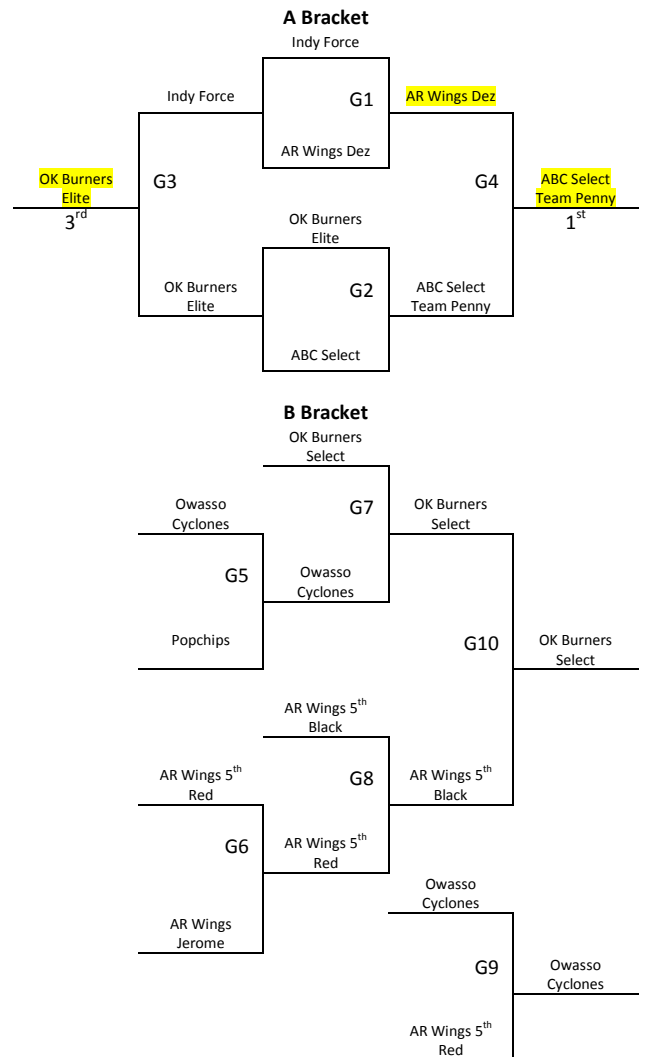 A Bracket
Indy Force
G1
Indy Force
AR Wings Dez
AR Wings Dez
OK Burners
Elite
3rd
G3
G4
ABC Select
Team Penny
1st
OK Burners
Elite
OK Burners
Elite
G2
ABC Select
Team Penny
ABC Select
B Bracket
OK Burners
Select
G7
Owasso
Cyclones
OK Burners
Select
G5
Owasso
Cyclones
Popchips
G10
OK Burners
Select
AR Wings 5th
Black
G8
AR Wings 5th
Red
AR Wings 5th
Black
G6
AR Wings 5th
Red
AR Wings
Jerome
Owasso
Cyclones
G9
Owasso
Cyclones
AR Wings 5th
Red